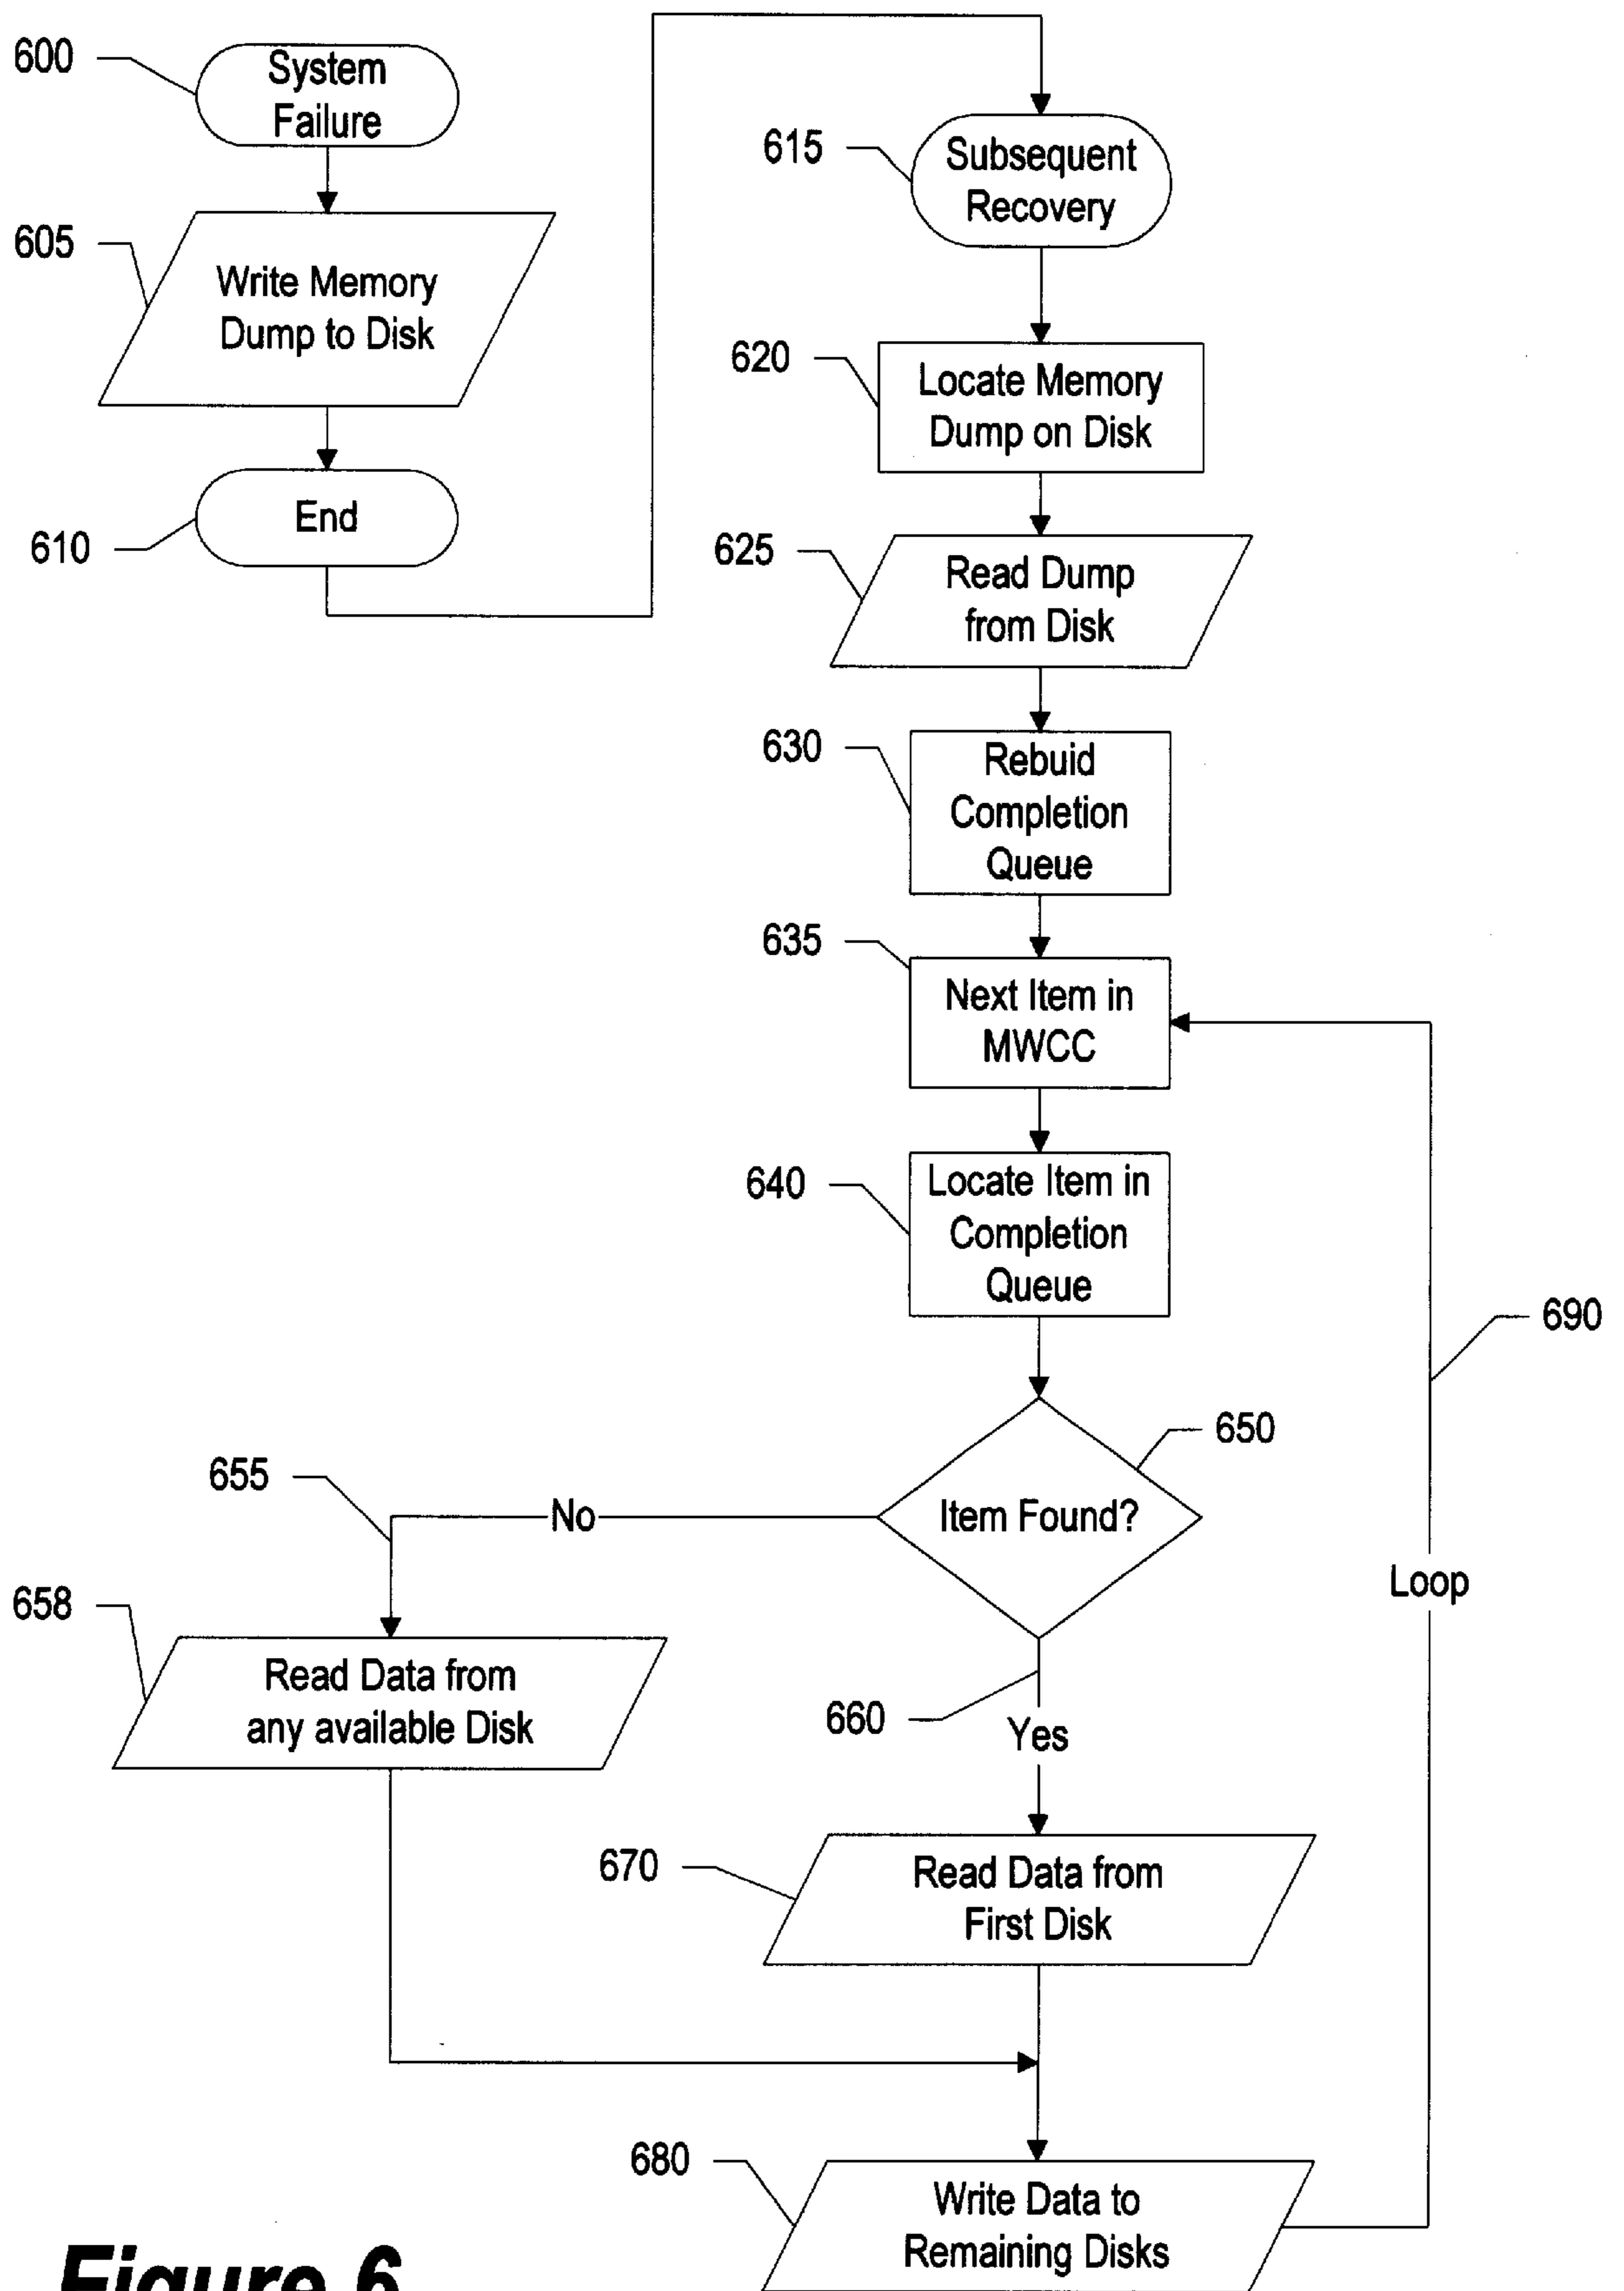 600
System
Failure
605
Write Memory
Dump to Disk
610
End
615
Subsequent
Recovery
620
Locate Memory
Dump on Disk
625
Read Dump
from Disk
630
Rebuid
Completion
Queue
635
Next Item in
MWCC
640
Locate Item in
Completion
Queue
690
650
Item Found?
655
No
Loop
658
Read Data from
any available Disk
660
Yes
670
Read Data from
First Disk
680
Write Data to
Remaining Disks
Figure 6